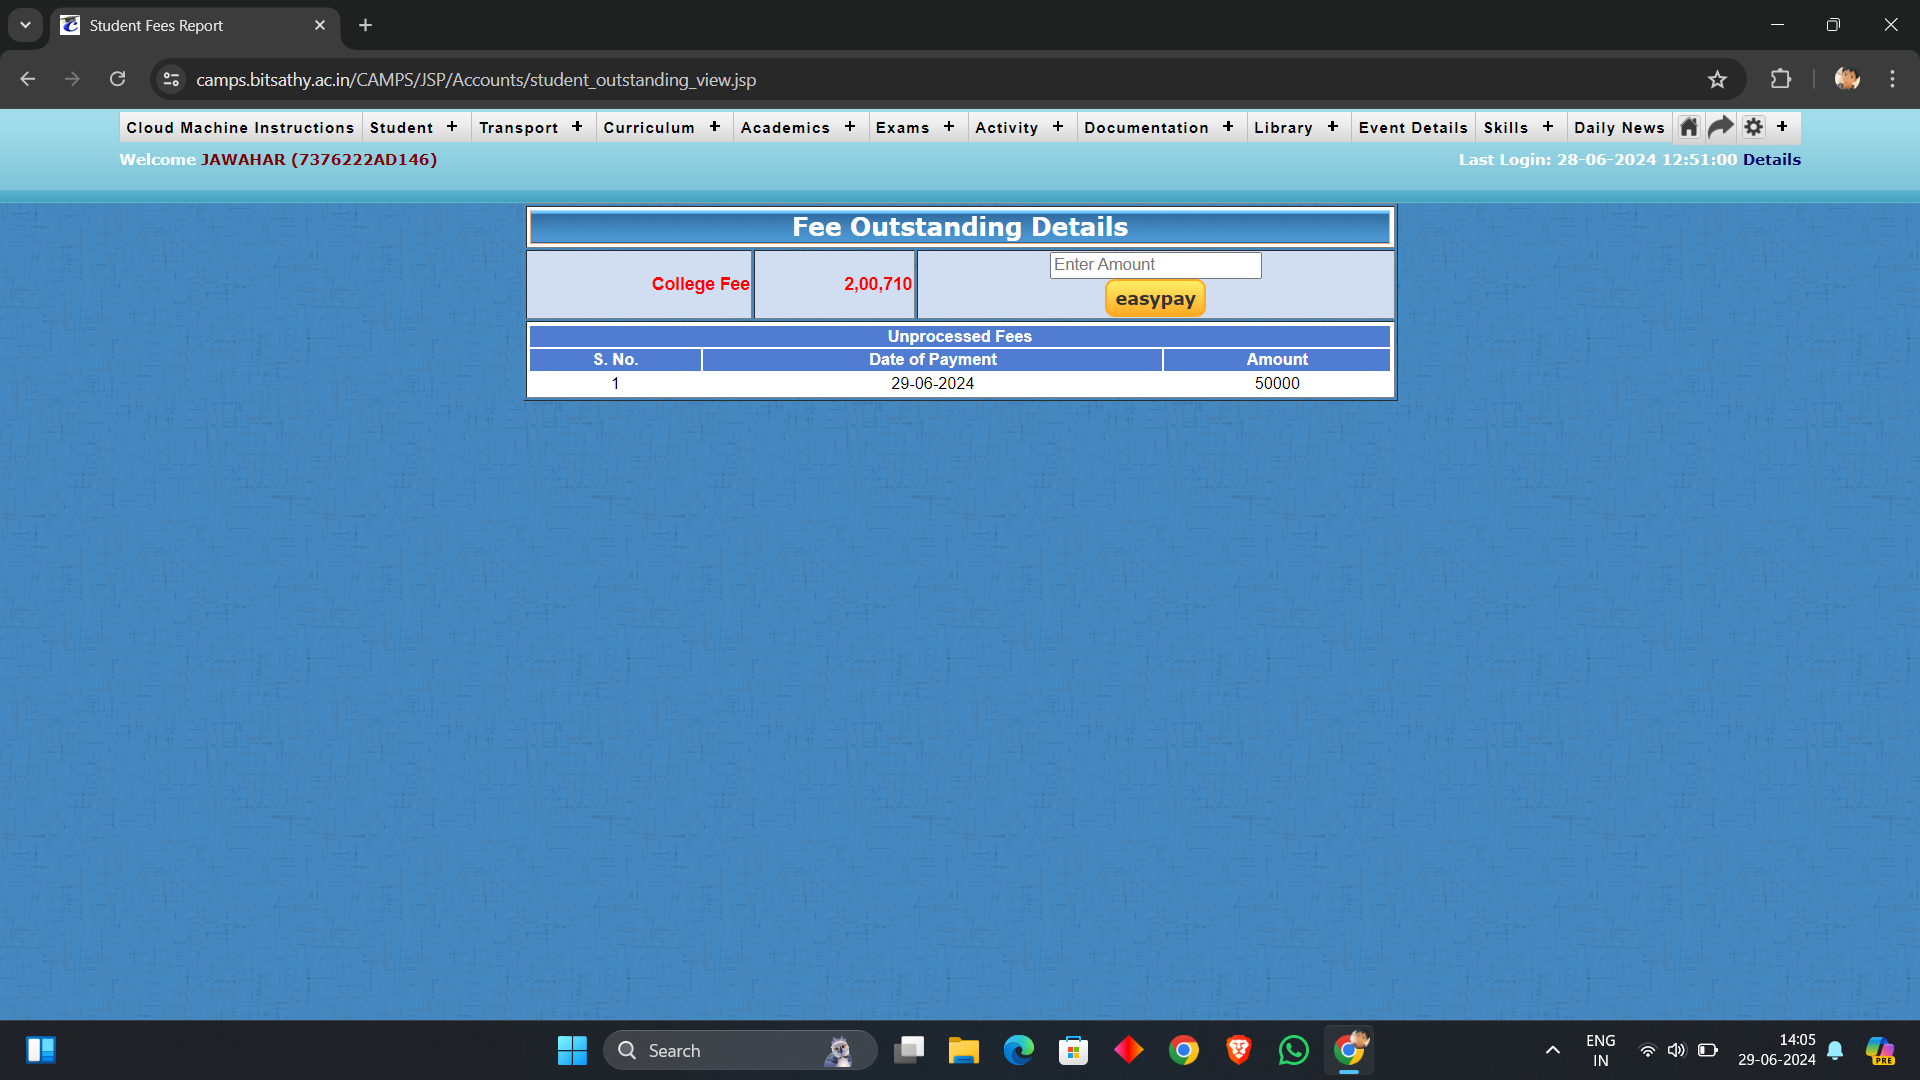 Student Fees Report
camps.bitsathy.ac.in/CAMPS/JSP/Accounts/student_outstanding_view.jsp
Cloud Machine Instructions Student + Transport + Curriculum + Academics + Exams + Activity + Documentation + Library + Event Details Skills + Daily News +
Welcome JAWAHAR (7376222AD146) Last Login: 28-06-2024 12:51:00 Details
Fee Outstanding Details
Enter Amount
College Fee 2,00,710
easypay
Unprocessed Fees
S. No. Date of Payment Amount
1 29-06-2024 50000
Search
ENG
IN
14:05
29-06-2024
PRE